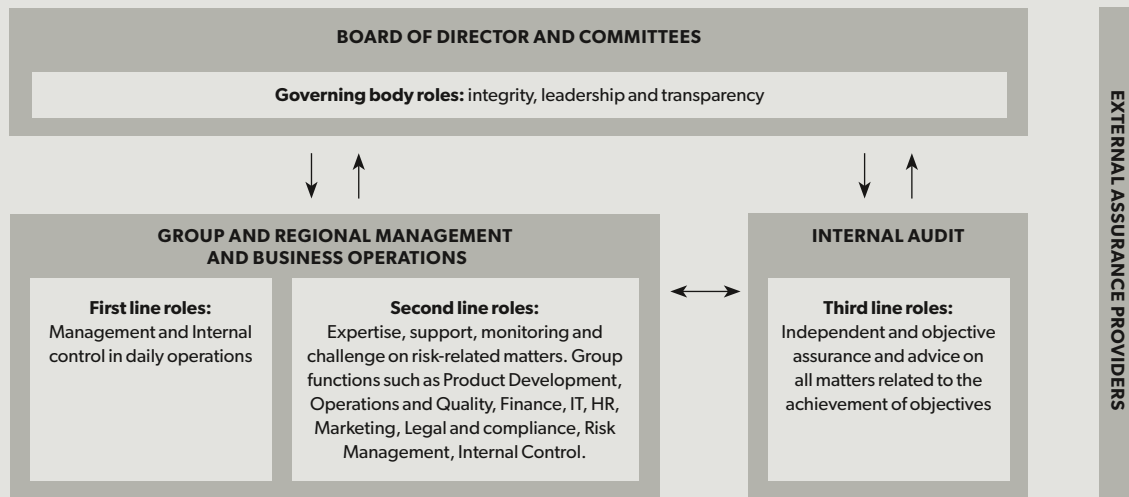 BOARD OF DIRECTOR AND COMMITTEES
Governing body roles: integrity, leadership and transparency
GROUP AND REGIONAL MANAGEMENT
AND BUSINESS OPERATIONS
First line roles:
Management and Internal
control in daily operations
Second line roles:
Expertise, support, monitoring and
challenge on risk-related matters. Group
functions such as Product Development,
Operations and Quality, Finance, IT, HR,
Marketing, Legal and compliance, Risk
Management, Internal Control.
INTERNAL AUDIT
Third line roles:
Independent and objective
assurance and advice on
all matters related to the
achievement of objectives
EXTERNAL ASSURANCE PROVIDERS